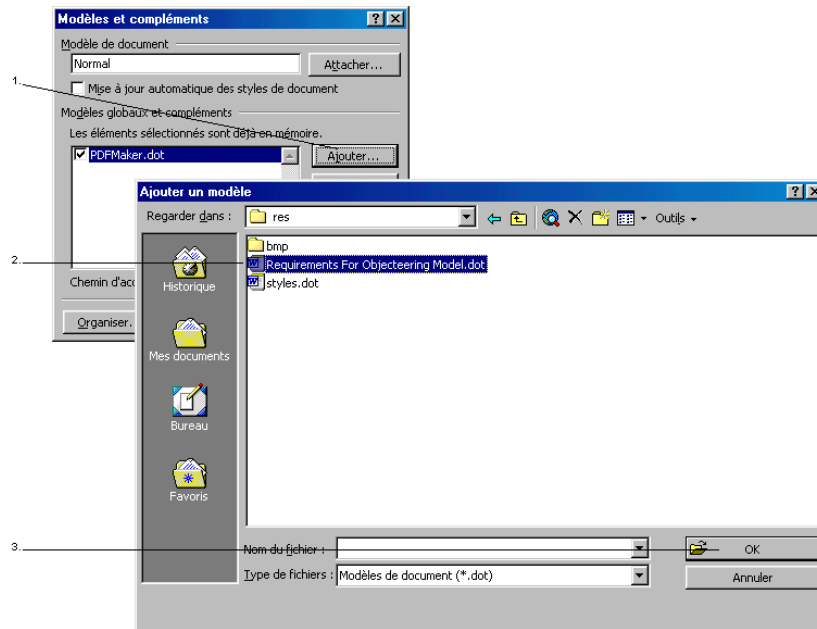 Modèles et compléments
Modèle de document
Normal
Attacher...
1.
Mise à jour automatique des styles de document
Modèles globaux et compléments
Les éléments sélectionnés sont déjà en mémoire.
PDFMaker.dot
Ajouter...
Ajouter un modèle
Regarder dans :
res
Outils
2.
bmp
Requirements For Objecteering Model.dot
styles.dot
Chemin d'acc
Historique
Organiser.
Mes documents
Bureau
Favoris
3.
Nom du fichier :
OK
Type de fichiers :
Modèles de document (*.dot)
Annuler